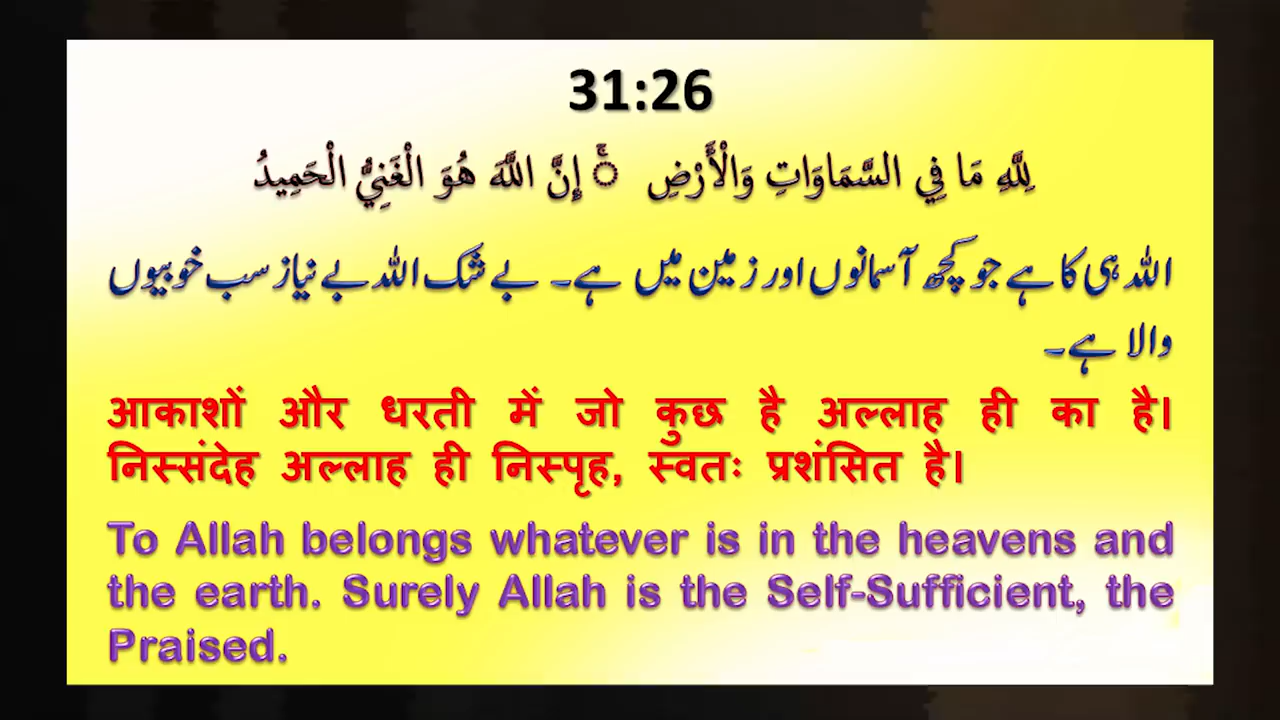 31:26
لِلَّهِ مَا فِي السَّمَاوَاتِ وَالْأَرْضِ ۚ إِنَّ اللَّهَ هُوَ الْغَنِيُّ الْحَمِيدُ
اللہ ہی کا ہے جو کچھ آسمانوں اور زمین میں ہے۔ بے شک اللہ بے نیاز سب خوبیوں
والا ہے۔
आकाशों और धरती में जो कुछ है अल्लाह ही का है।
निस्संदेह अल्लाह ही निस्पृह, स्वतः प्रशंसित है।
To Allah belongs whatever is in the heavens and
the earth. Surely Allah is the Self-Sufficient, the
Praised.